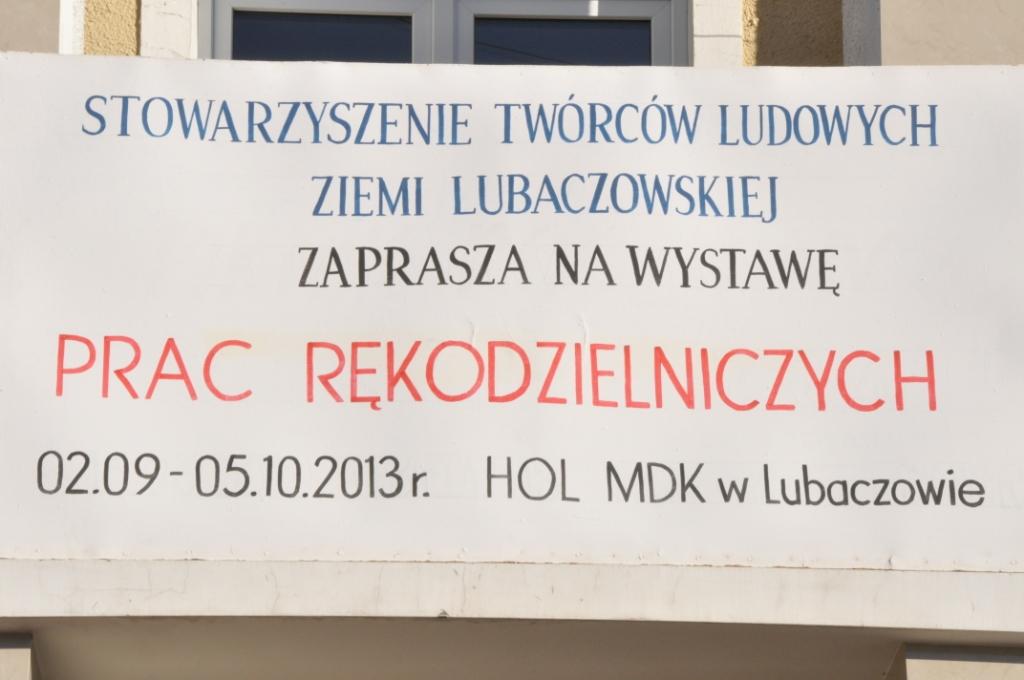 STOWARZYSZENIE TWÓRCÓW LUDOWYCH
ZIEMI LUBACZOWSKIEJ
ZAPRASZA NA WYSTAWĘ
PRAC RĘKODZIELNICZYCH
02.09 - 05.10.2013 r. HOL MDK w Lubaczowie